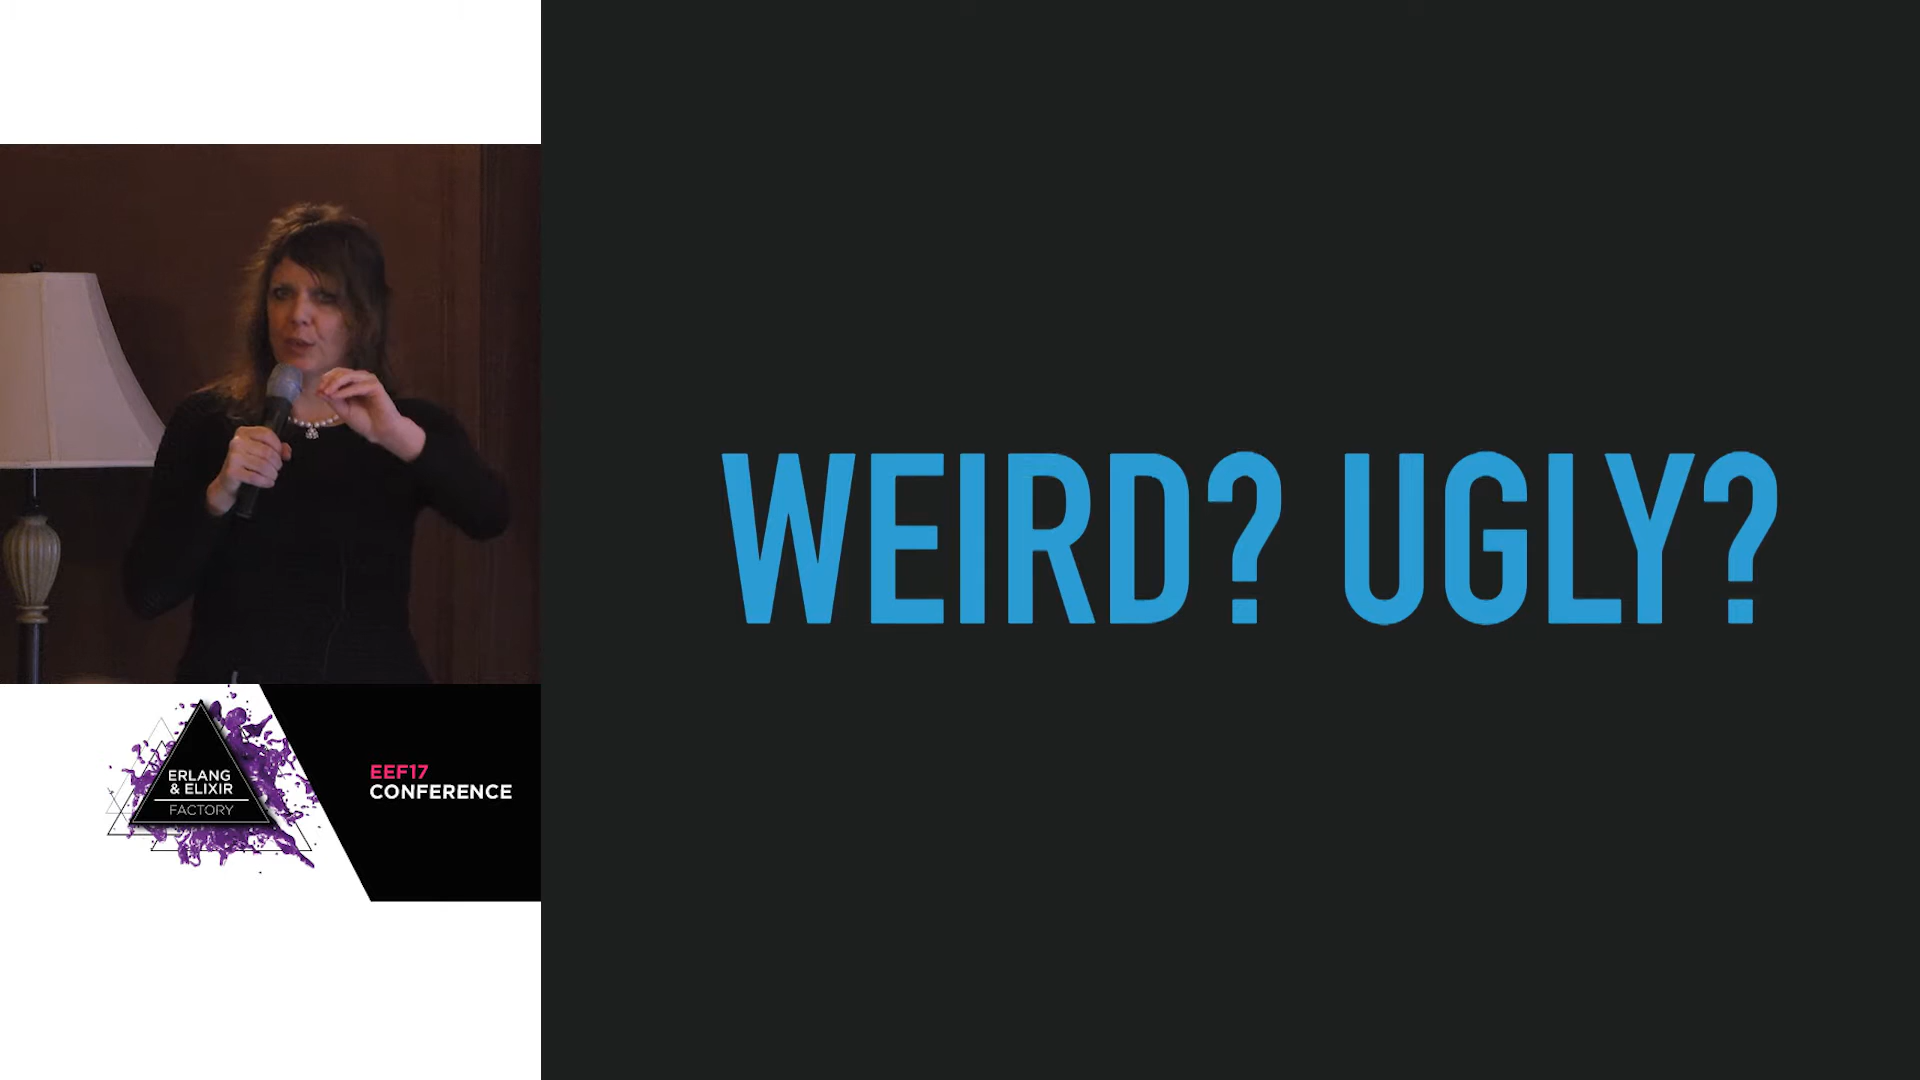 WEIRD? UGLY?
ERLANG
& ELIXIR
FACTORY
EEF17
CONFERENCE